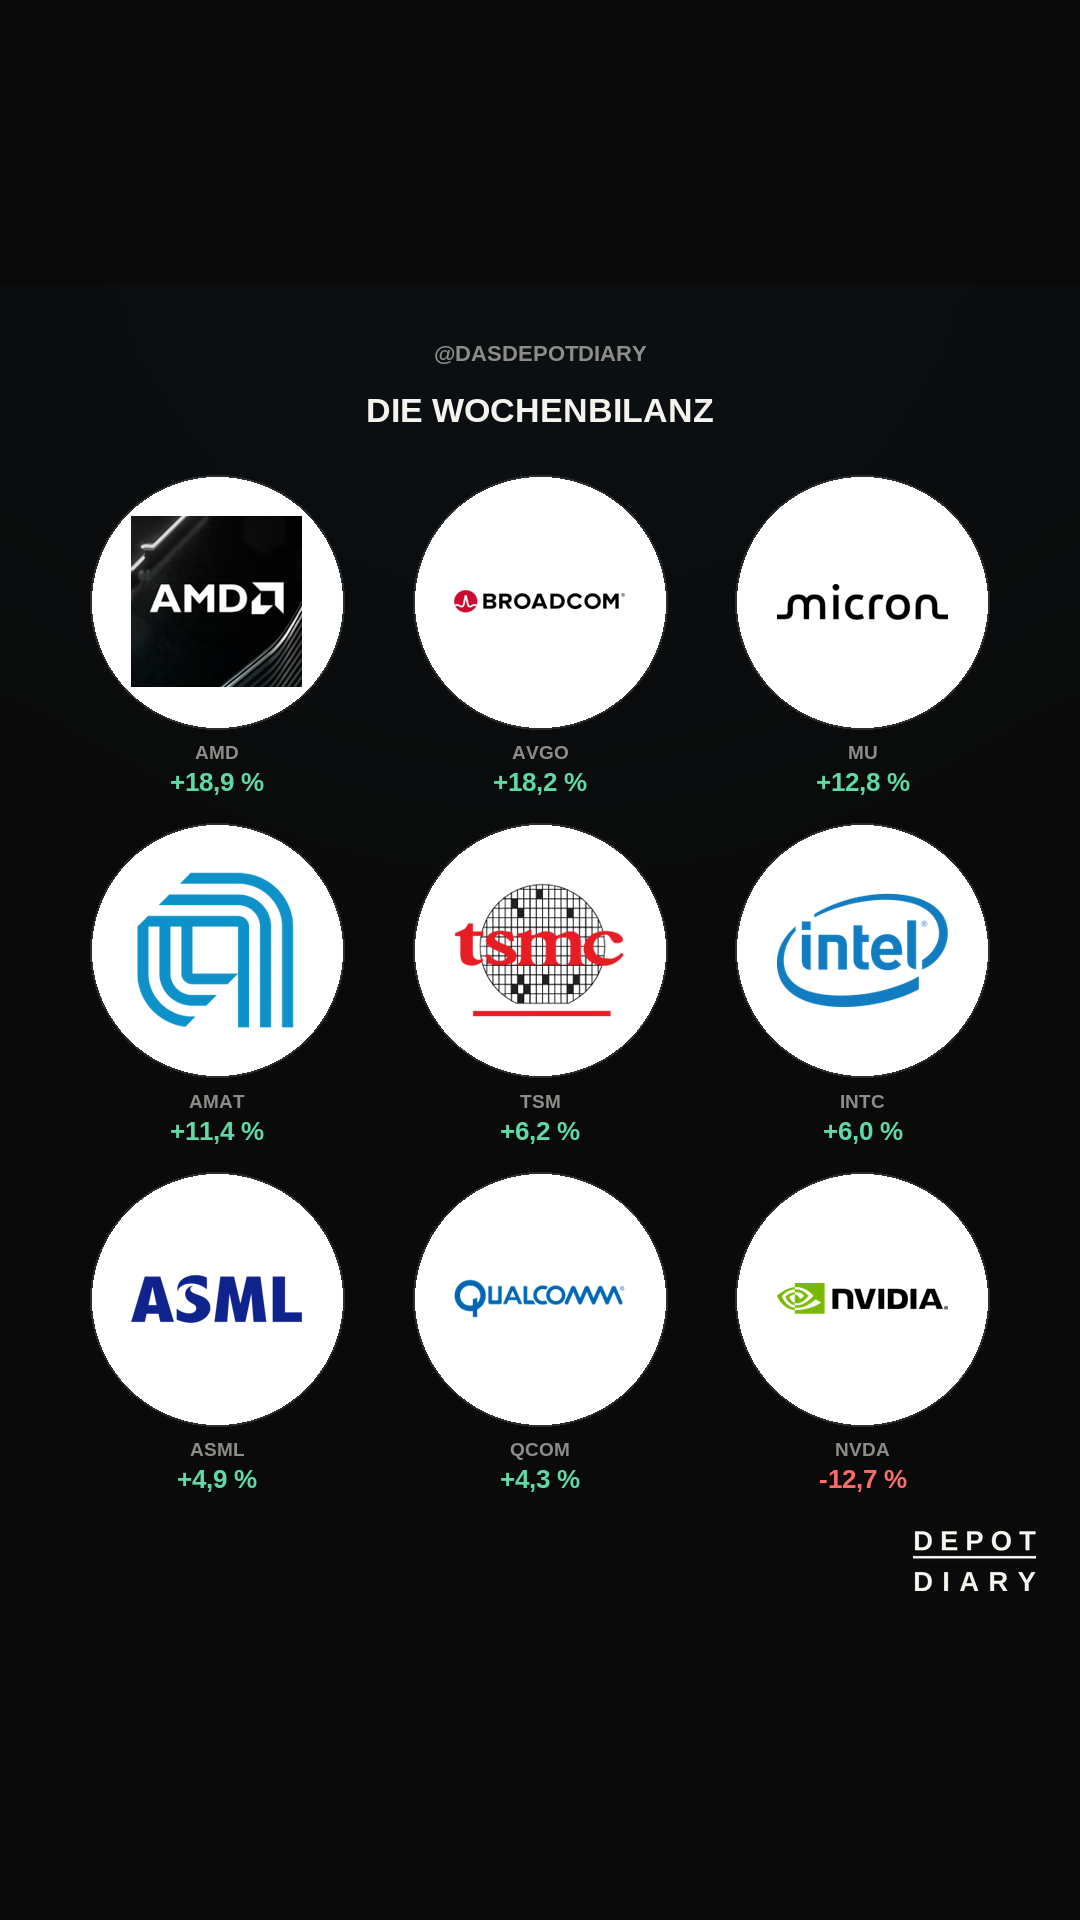 @DASDEPOTDIARY
DIE WOCHENBILANZ
AMD
BROADCOM®
micron
AMD
AVGO
MU
+18,9 %
+18,2 %
+12,8 %
tsmc
intel®
AMAT
TSM
INTC
+11,4 %
+6,2 %
+6,0 %
ASML
QUALCOMM®
NVIDIA.
ASML
QCOM
NVDA
+4,9 %
+4,3 %
-12,7 %
DEPOT
DIARY